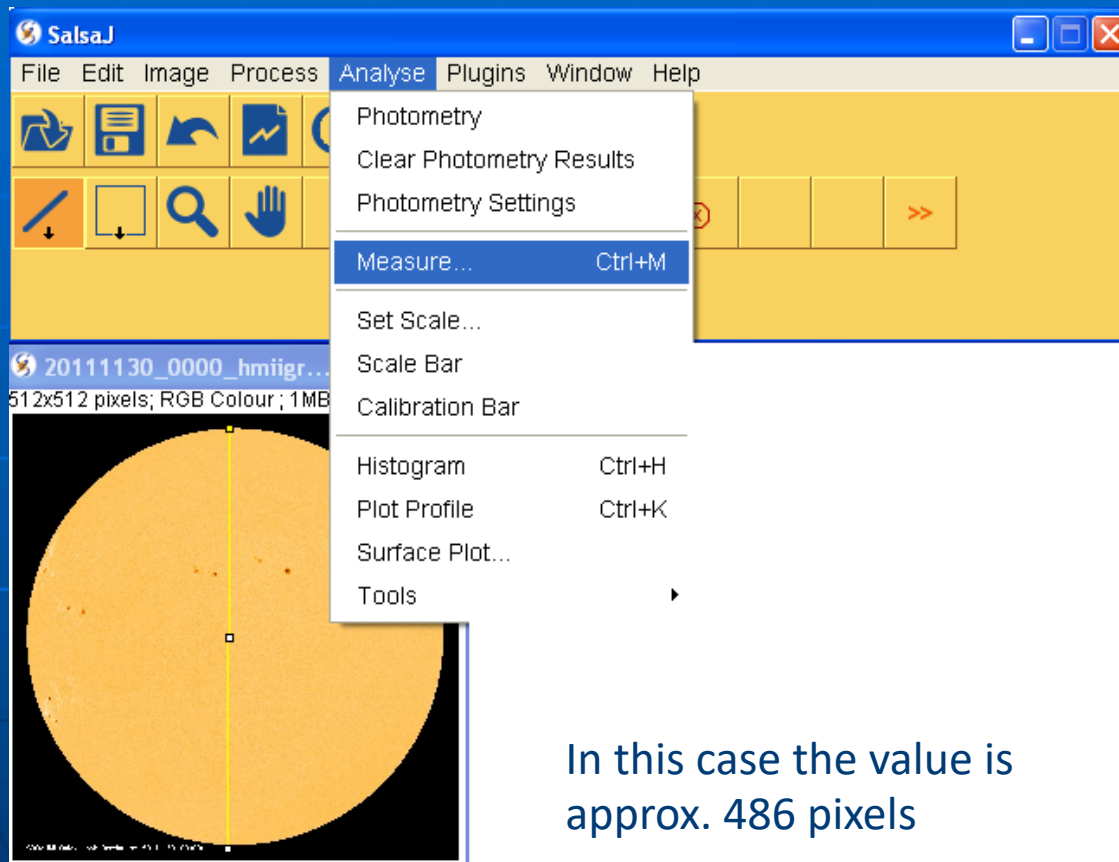 SalsaJ
File Edit Image Process Analyse Plugins Window Help
Photometry
Clear Photometry Results
Photometry Settings
>>
Measure... Ctrl+M
Set Scale...
Scale Bar
Calibration Bar
Histogram Ctrl+H
Plot Profile Ctrl+K
Surface Plot...
Tools
20111130_0000_hmiigr...
512x512 pixels; RGB Colour; 1MB
In this case the value is
approx. 486 pixels